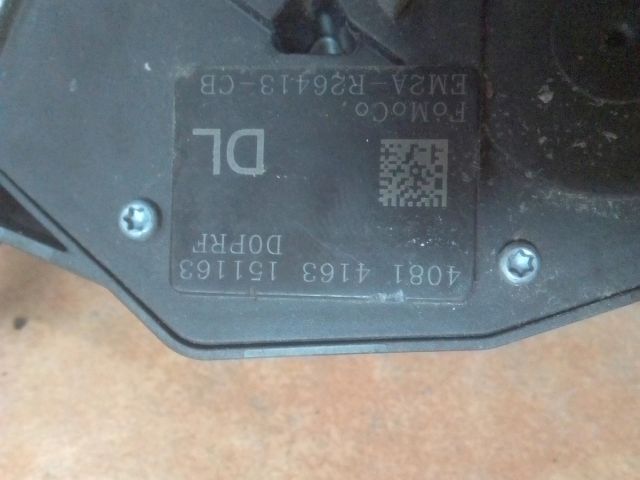 4081 4163 151163
D0PRF
DL
FoMoCo.
EM2A-R26413-CB